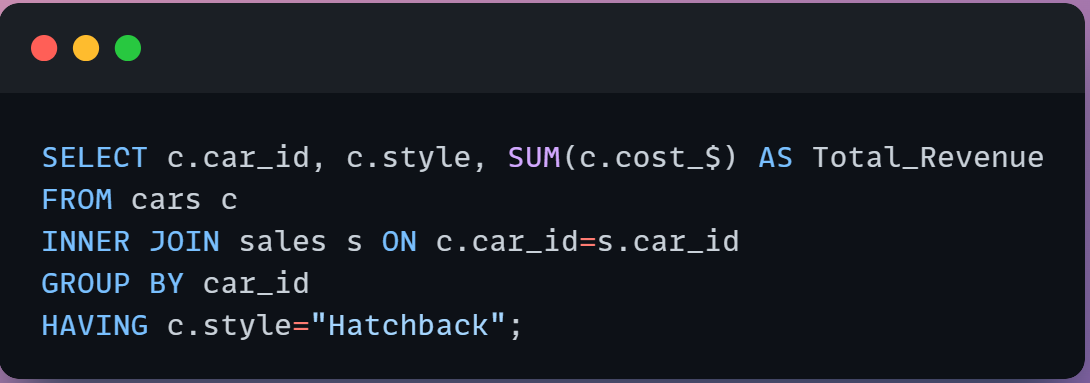 SELECT c.car_id, c.style, SUM(c.cost_$) AS Total_Revenue
FROM cars c
INNER JOIN sales s ON c.car_id=s.car_id
GROUP BY car_id
HAVING c.style="Hatchback";